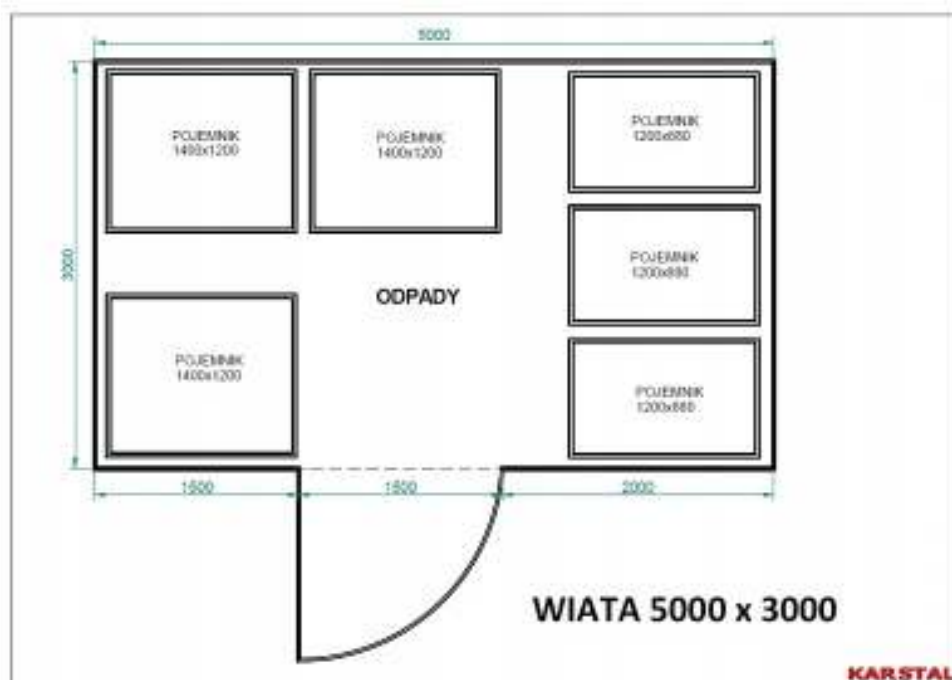 5000
POJEMNIK
1400x1200
POJEMNIK
1400x1200
POJEMNIK
1200x880
3000
POJEMNIK
1200x880
ODPADY
POJEMNIK
1400x1200
POJEMNIK
1200x880
1500
1500
2000
WIATA 5000 x 3000
KARSTAL